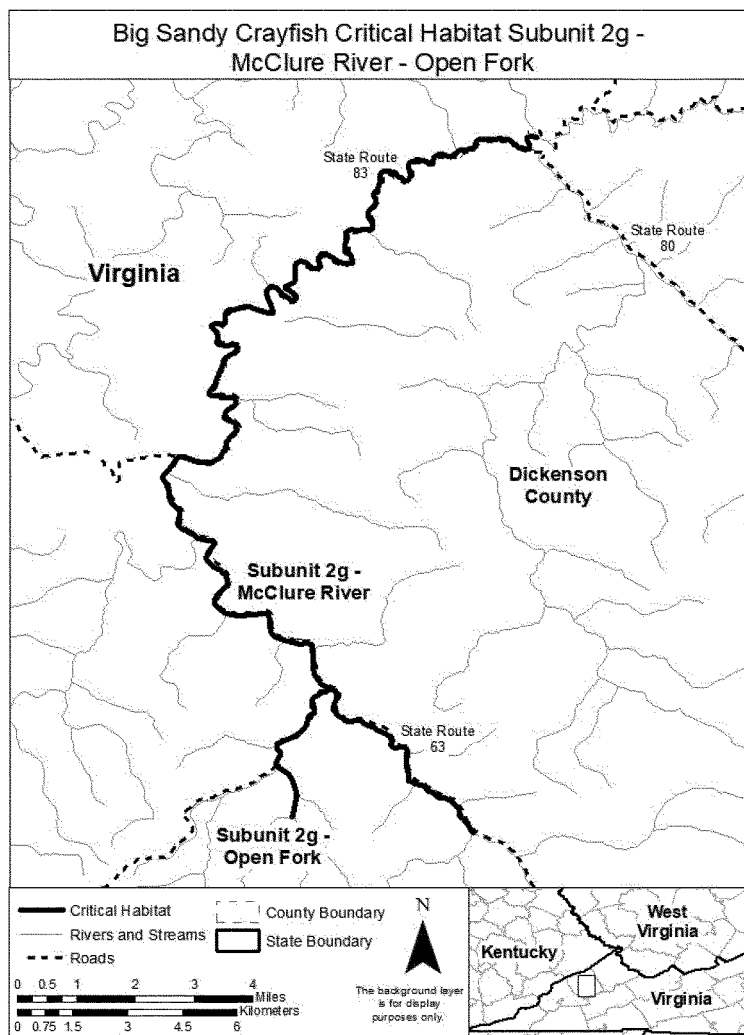 Big Sandy Crayfish Critical Habitat Subunit 2g -
McClure River - Open Fork
State Route
83
State Route
80
Virginia
Dickenson
County
Subunit 2g -
McClure River
State Route
63
Subunit 2g -
Open Fork
Critical Habitat
Rivers and Streams
Roads
County Boundary
State Boundary
N
The background layer
is for display
purposes only.
0 0.5 1 2 3 4
Miles
Kilometers
0 0.75 1.5 3 4.5 6
West
Virginia
Kentucky
Virginia